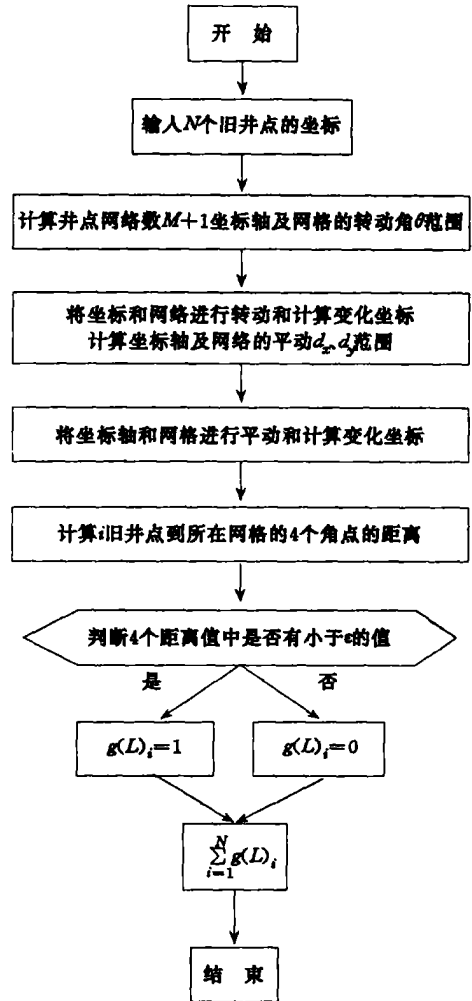 开 始
输入N个旧井点的坐标
计算井点网络数M+1坐标轴及网格的转动角θ范围
将坐标和网络进行转动和计算变化坐标
计算坐标轴及网络的平动dx、dy范围
将坐标轴和网格进行平动和计算变化坐标
计算i旧井点到所在网格的4个角点的距离
判断4个距离值中是否有小于ε的值
是 否
g(L)i=1 g(L)i=0
N
∑g(L)i
i=1
结 束